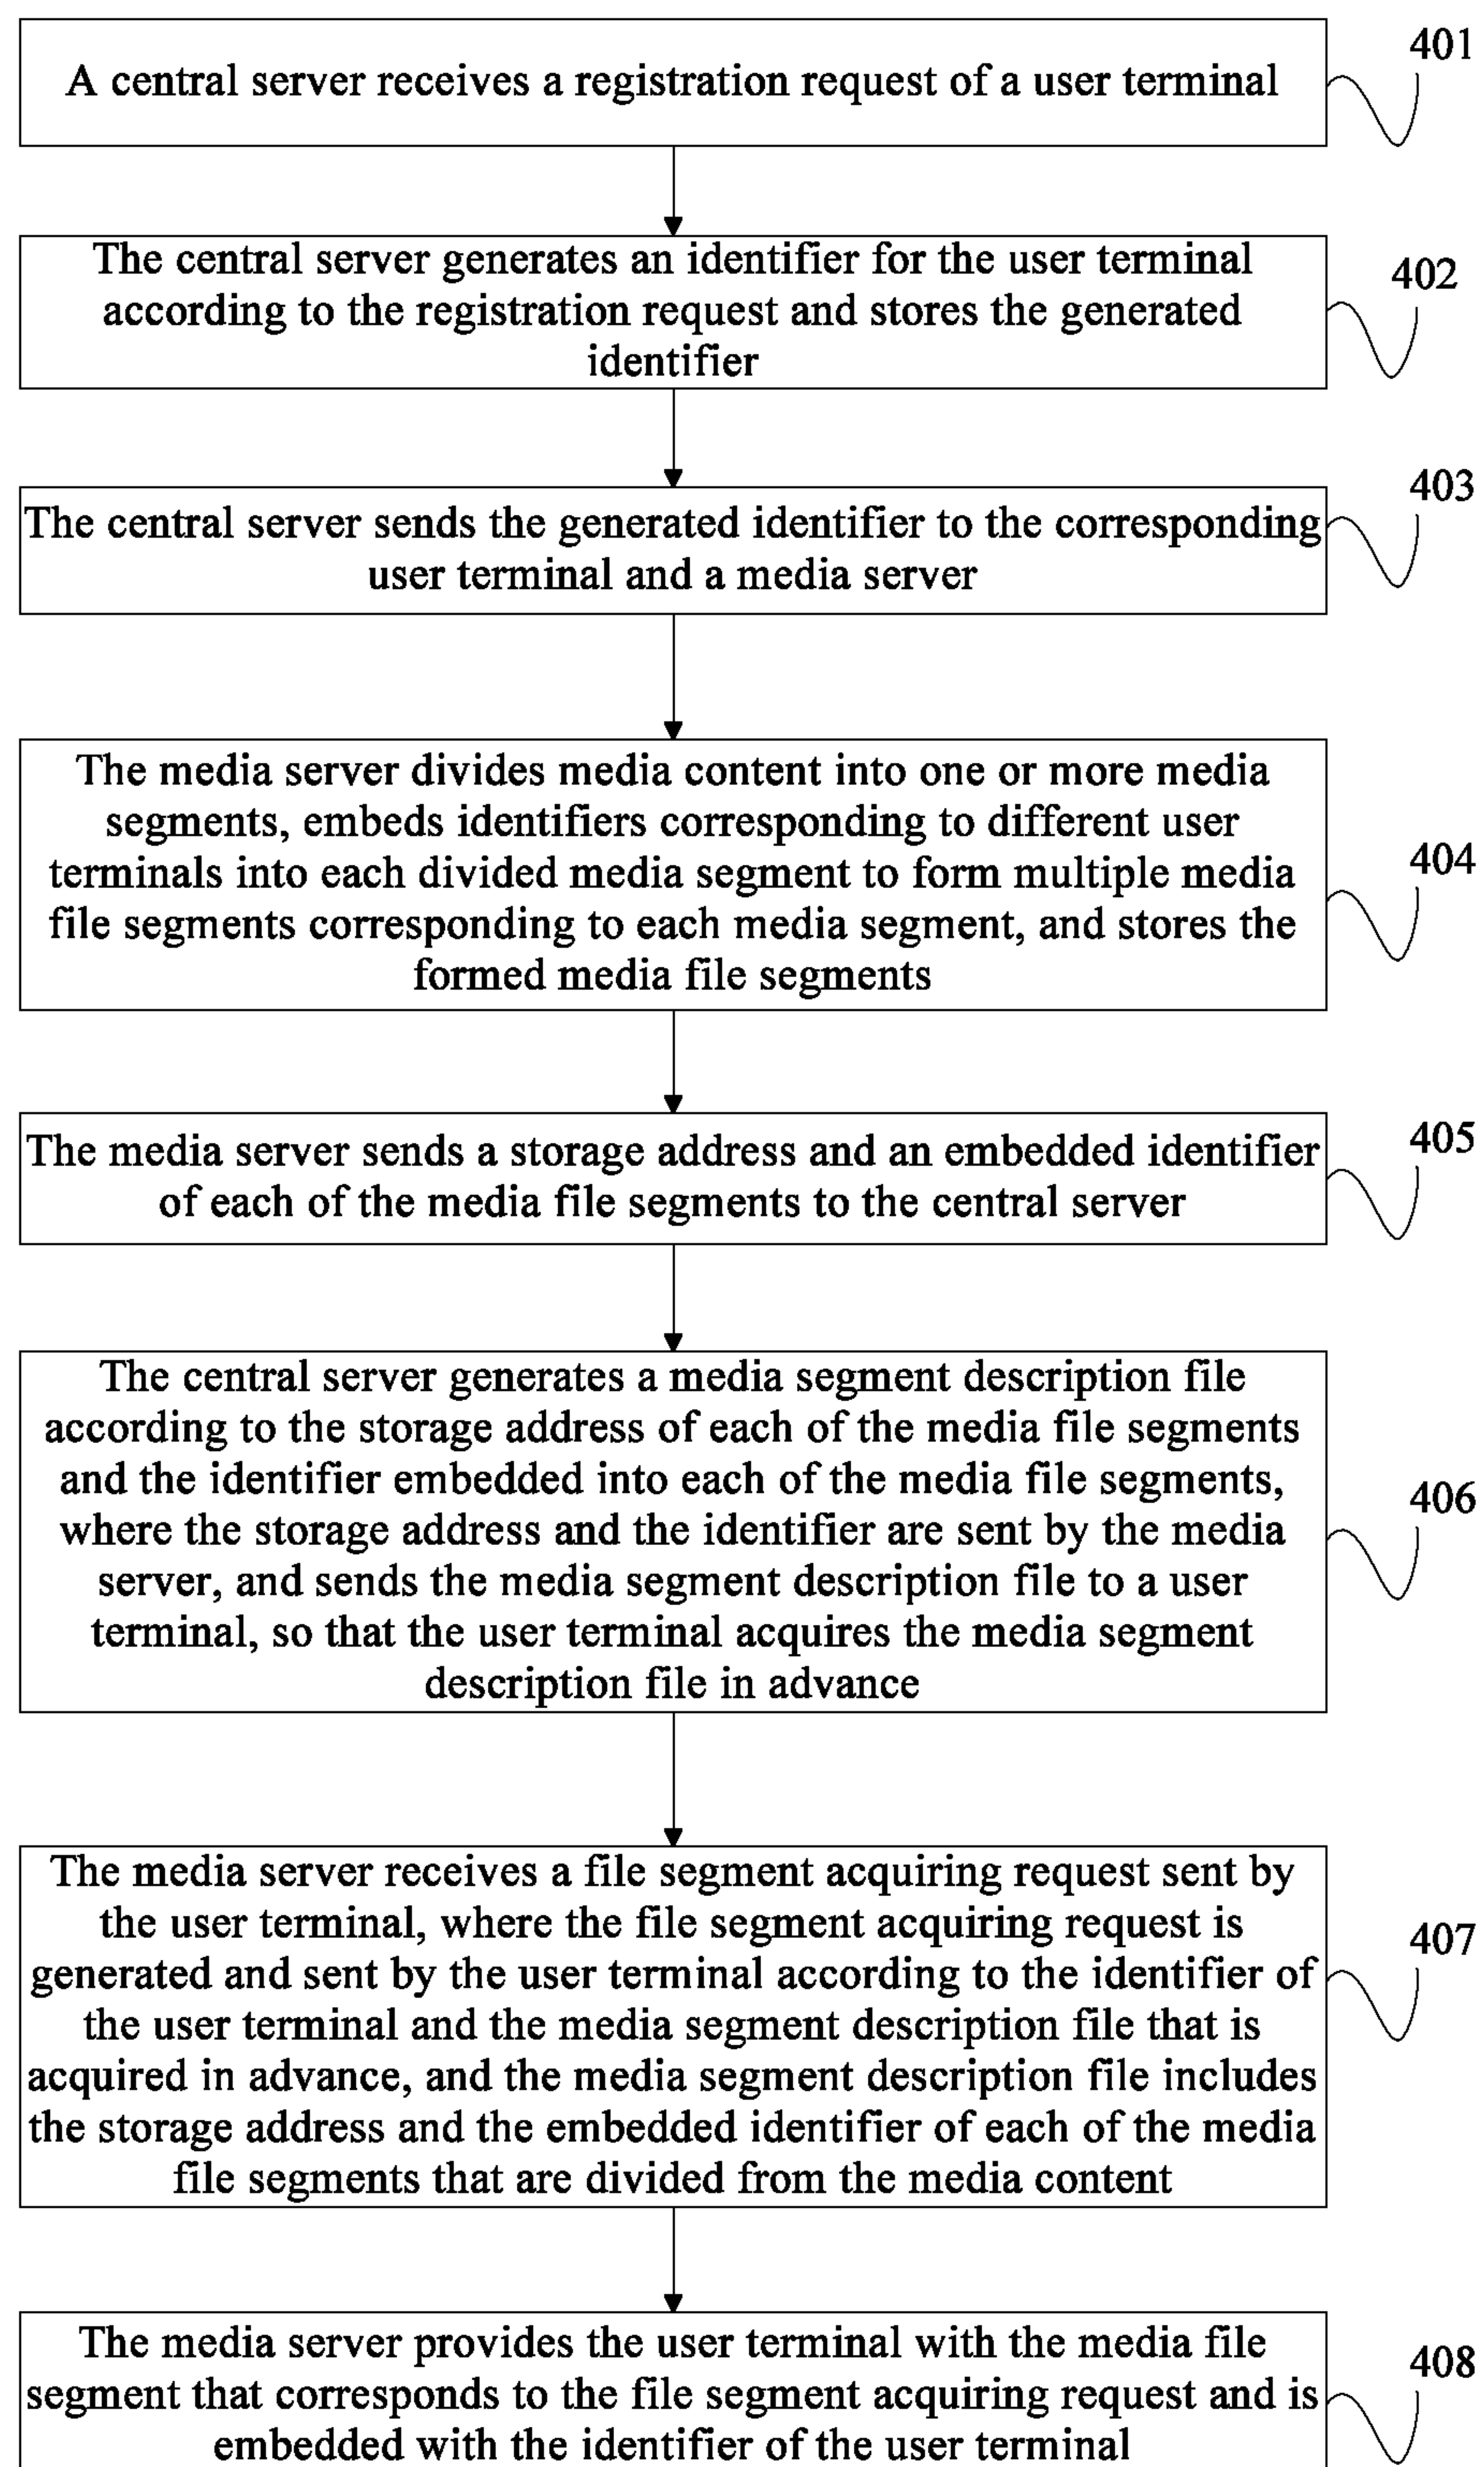 A central server receives a registration request of a user terminal
401
The central server generates an identifier for the user terminal
according to the registration request and stores the generated
identifier
402
The central server sends the generated identifier to the corresponding
user terminal and a media server
403
The media server divides media content into one or more media
segments, embeds identifiers corresponding to different user
terminals into each divided media segment to form multiple media
file segments corresponding to each media segment, and stores the
formed media file segments
404
The media server sends a storage address and an embedded identifier
of each of the media file segments to the central server
405
The central server generates a media segment description file
according to the storage address of each of the media file segments
and the identifier embedded into each of the media file segments,
where the storage address and the identifier are sent by the media
server, and sends the media segment description file to a user
terminal, so that the user terminal acquires the media segment
description file in advance
406
The media server receives a file segment acquiring request sent by
the user terminal, where the file segment acquiring request is
generated and sent by the user terminal according to the identifier of
the user terminal and the media segment description file that is
acquired in advance, and the media segment description file includes
the storage address and the embedded identifier of each of the media
file segments that are divided from the media content
407
The media server provides the user terminal with the media file
segment that corresponds to the file segment acquiring request and is
embedded with the identifier of the user terminal
408